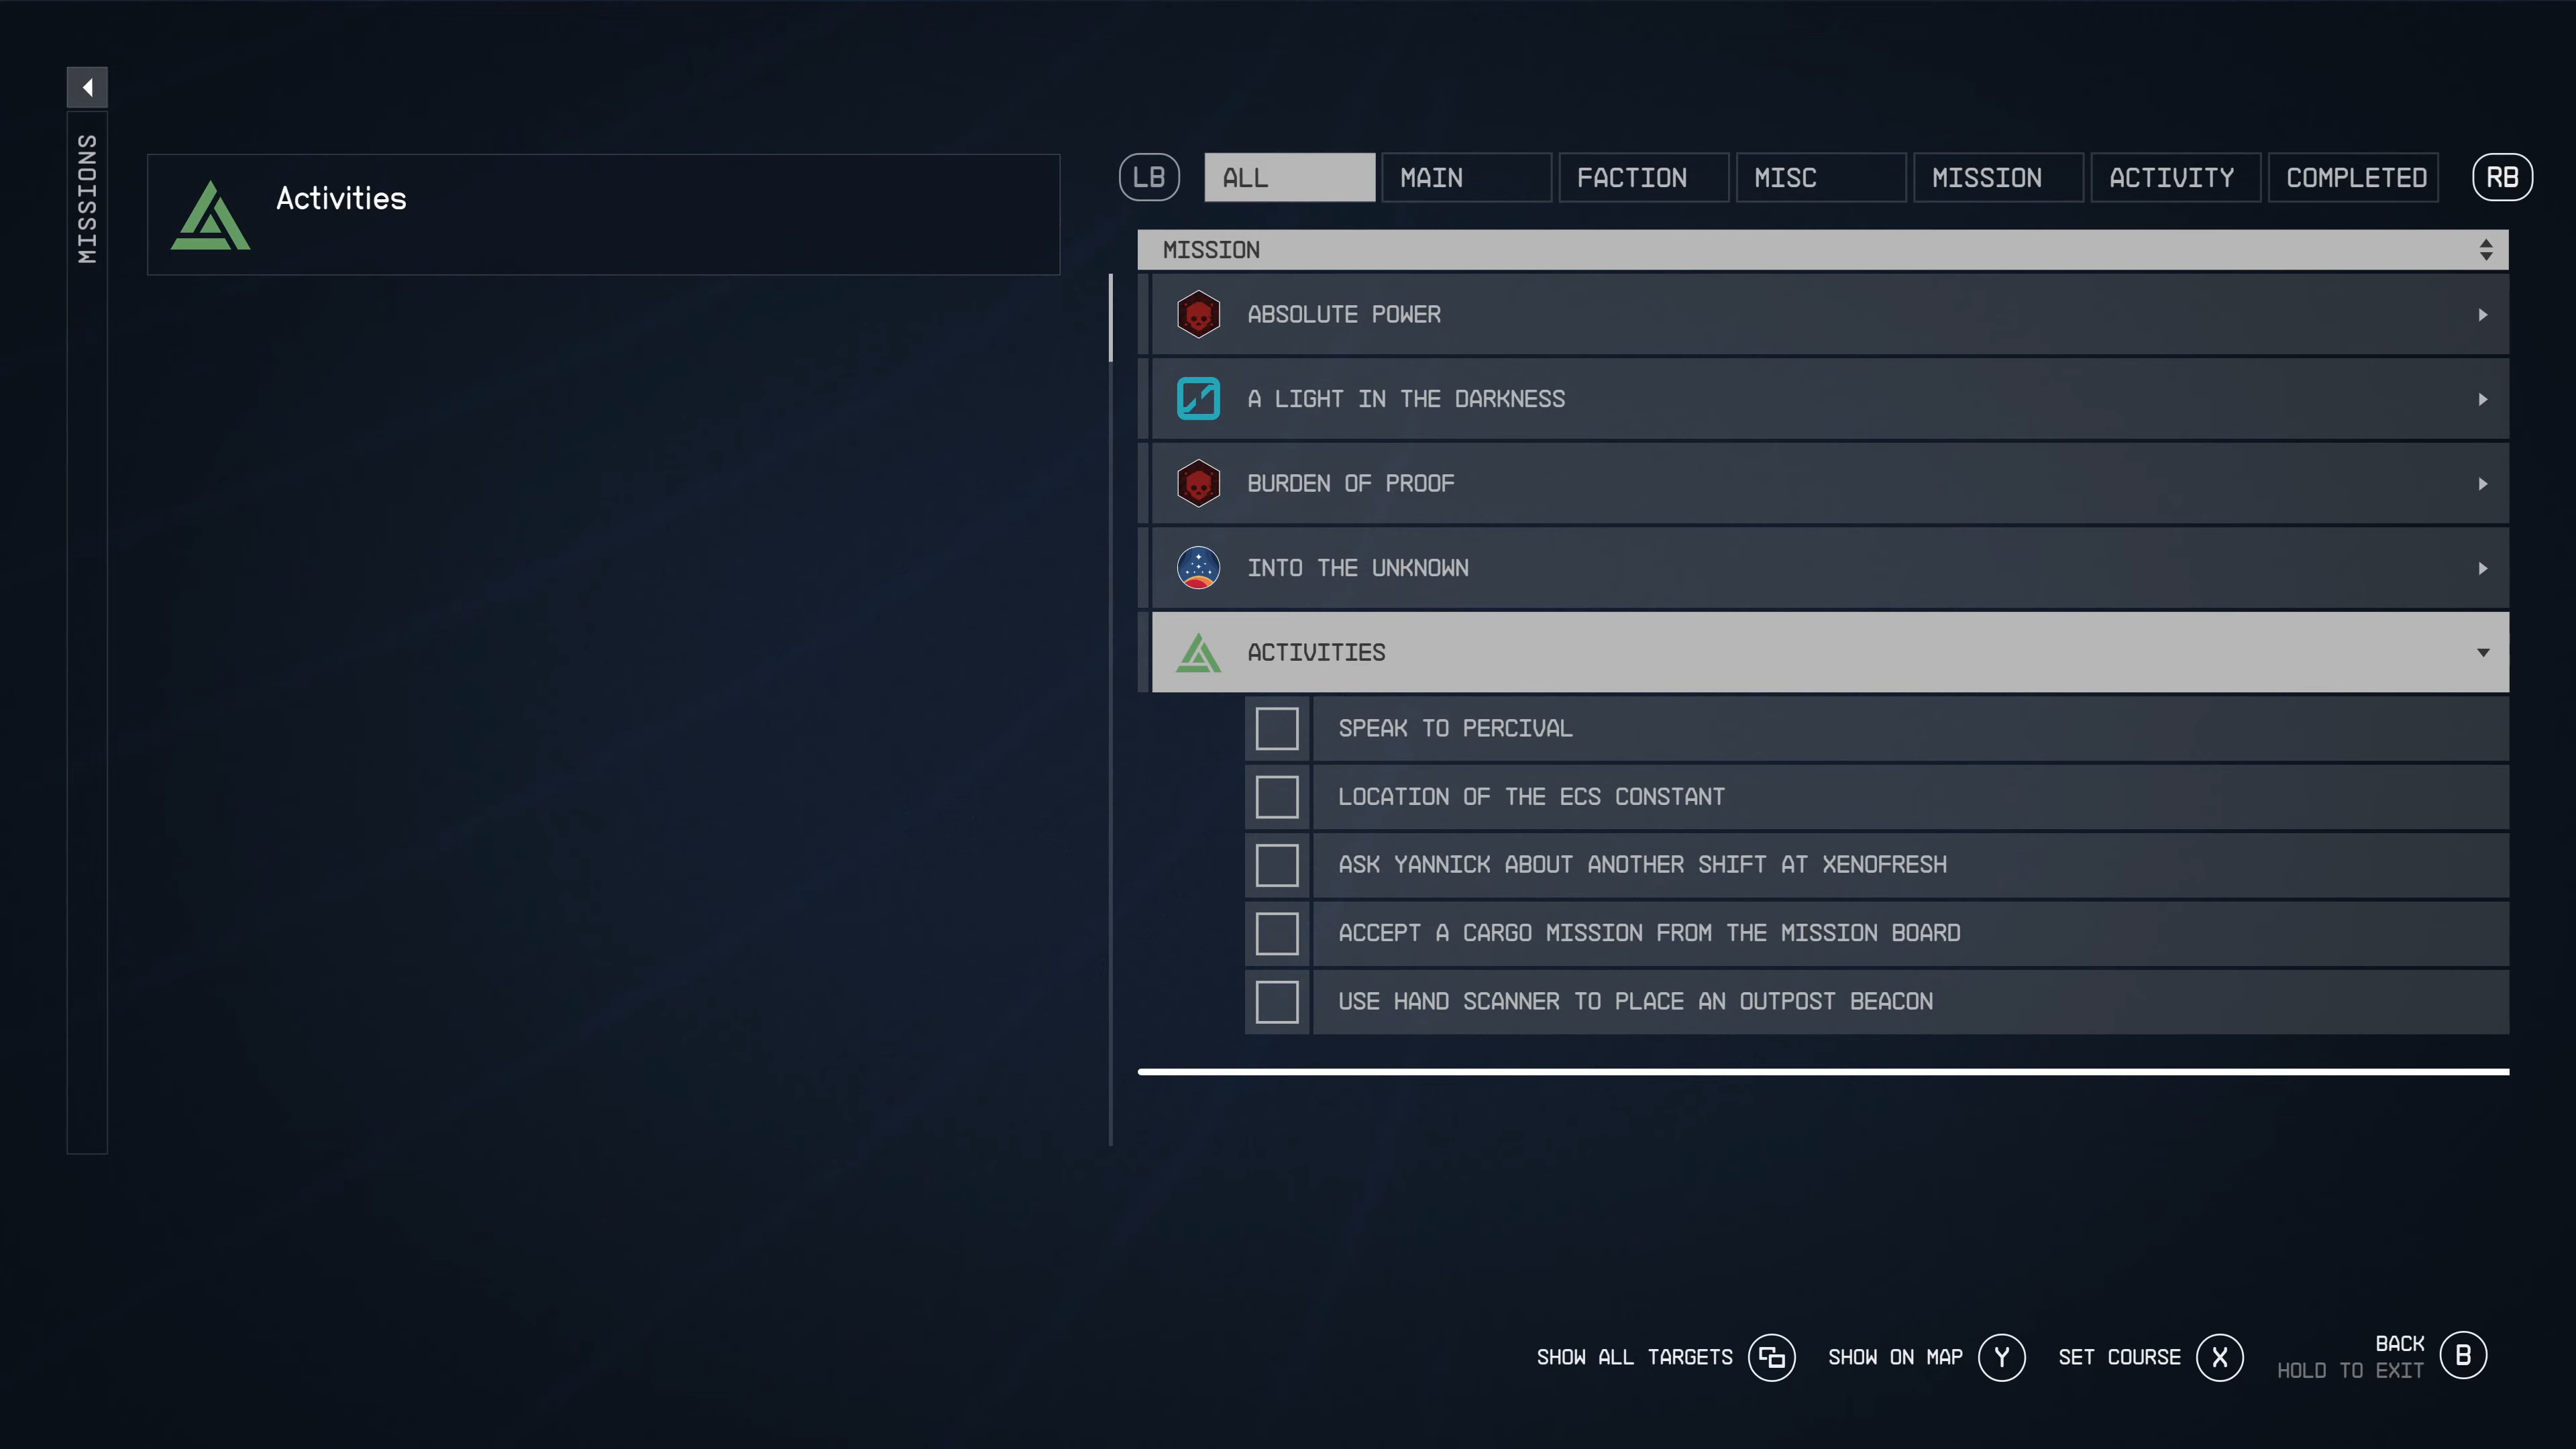 MISSIONS
Activities
LB ALL MAIN FACTION MISC MISSION ACTIVITY COMPLETED RB
MISSION
ABSOLUTE POWER
A LIGHT IN THE DARKNESS
BURDEN OF PROOF
INTO THE UNKNOWN
ACTIVITIES
SPEAK TO PERCIVAL
LOCATION OF THE ECS CONSTANT
ASK YANNICK ABOUT ANOTHER SHIFT AT XENOFRESH
ACCEPT A CARGO MISSION FROM THE MISSION BOARD
USE HAND SCANNER TO PLACE AN OUTPOST BEACON
SHOW ALL TARGETS SHOW ON MAP Y SET COURSE X BACK B
HOLD TO EXIT